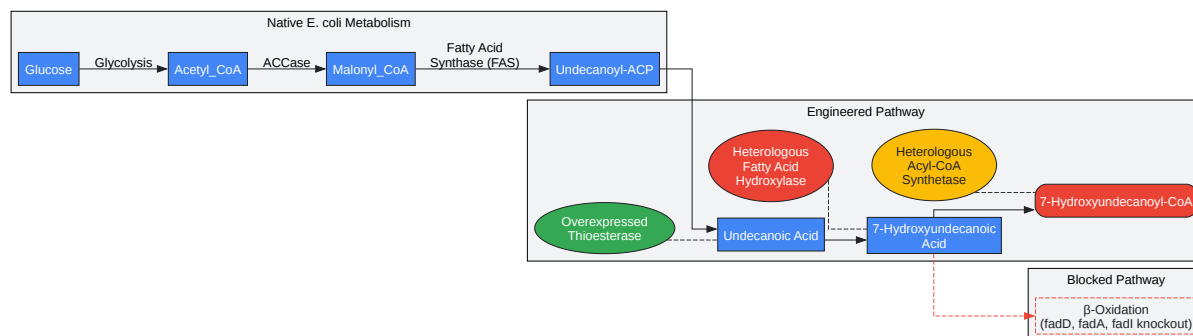 Native E. coli Metabolism
Glucose
Glycolysis
Acetyl_CoA
ACCase
Malonyl_CoA
Fatty Acid
Synthase (FAS)
Undecanoyl-ACP
Engineered Pathway
Heterologous
Fatty Acid
Hydroxylase
Heterologous
Acyl-CoA
Synthetase
7-Hydroxyundecanoyl-CoA
Overexpressed
Thioesterase
Undecanoic Acid
7-Hydroxyundecanoic
Acid
Blocked Pathway
β-Oxidation
(fadD, fadA, fadI knockout)